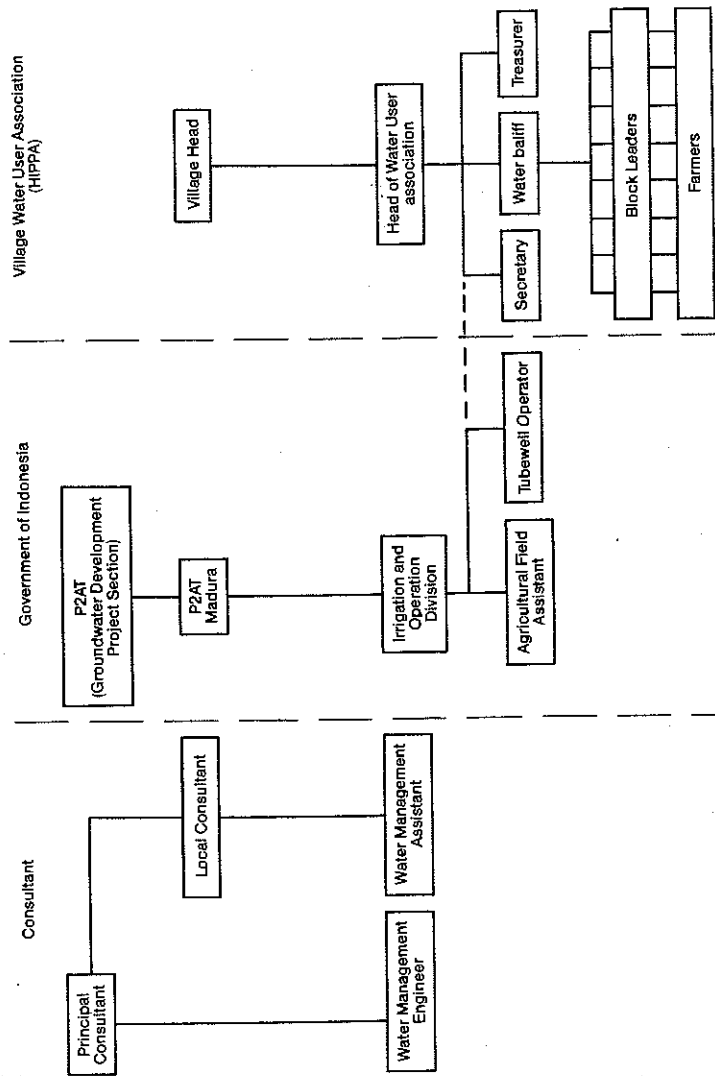 Consultant
Government of Indonesia
Village Water User Association
(HIPPA)
Principal
Consultant
P2AT
(Groundwater Development
Project Section)
Local Consultant
P2AT
Madura
Village Head
Water Management
Engineer
Water Management
Assistant
Irrigation and
Operation
Division
Head of Water User
association
Agricultural Field
Assistant
Tubewell Operator
Secretary
Water baliff
Treasurer
Block Leaders
Farmers